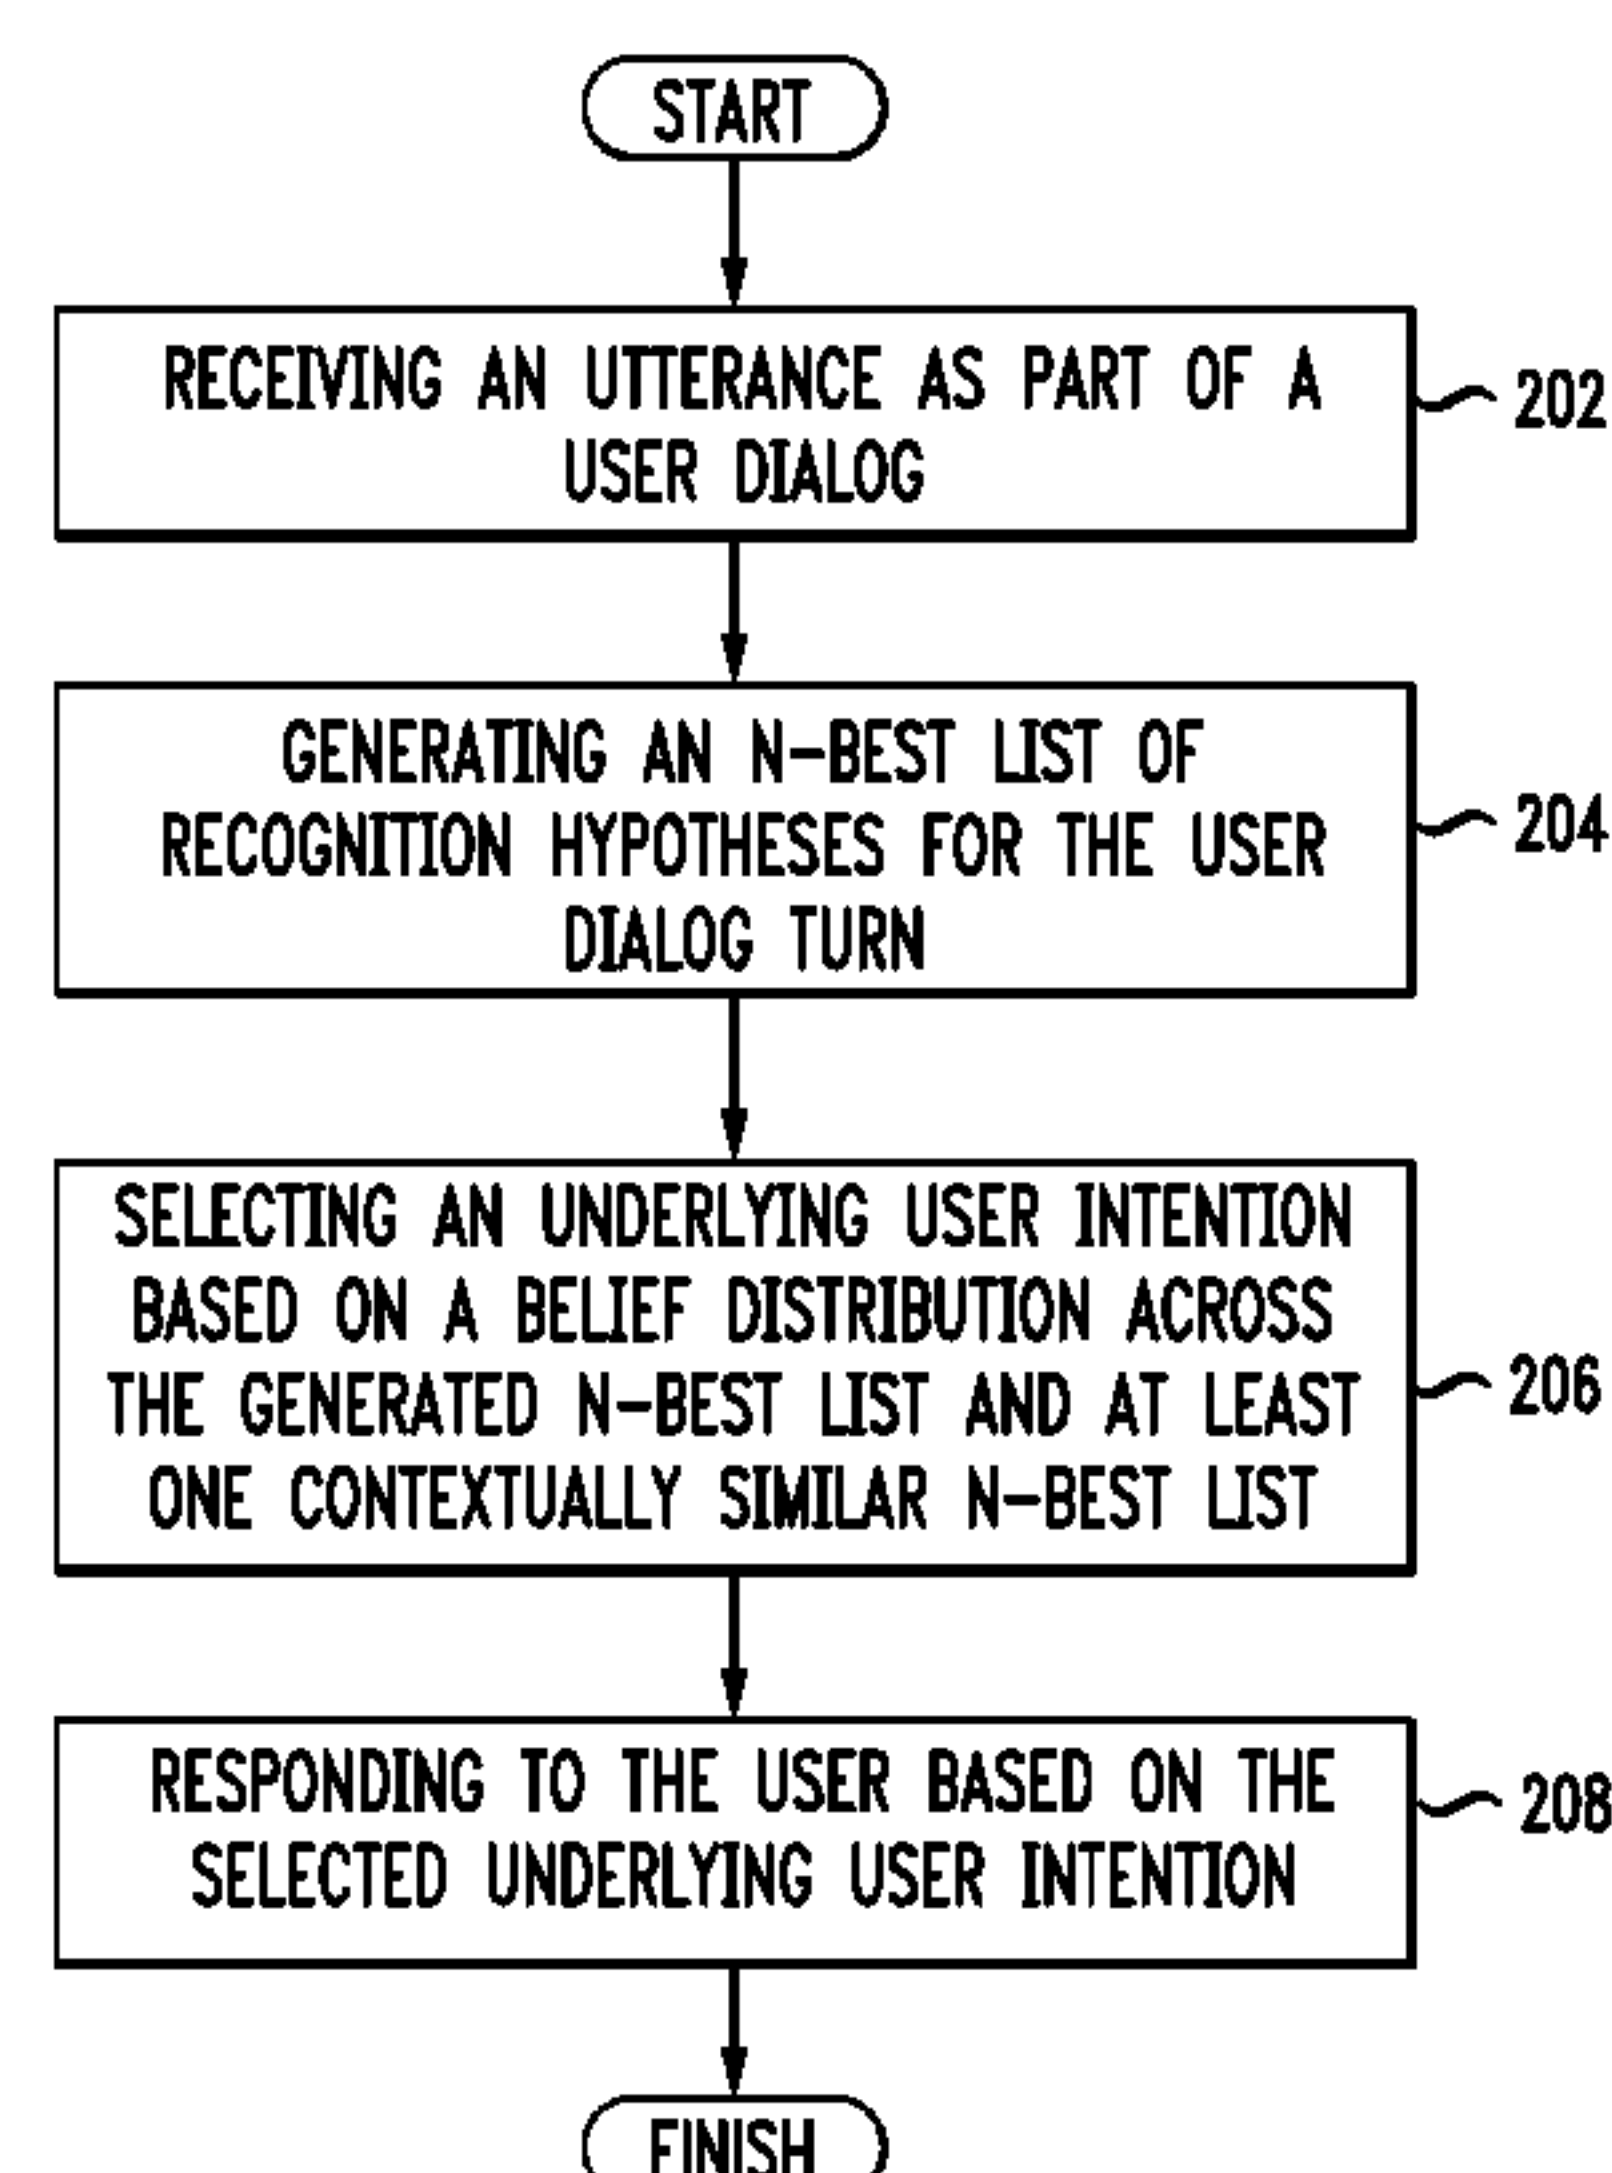 START
RECEIVING AN UTTERANCE AS PART OF A
USER DIALOG
202
GENERATING AN N-BEST LIST OF
RECOGNITION HYPOTHESES FOR THE USER
DIALOG TURN
204
SELECTING AN UNDERLYING USER INTENTION
BASED ON A BELIEF DISTRIBUTION ACROSS
THE GENERATED N-BEST LIST AND AT LEAST
ONE CONTEXTUALLY SIMILAR N-BEST LIST
206
RESPONDING TO THE USER BASED ON THE
SELECTED UNDERLYING USER INTENTION
208
FINISH